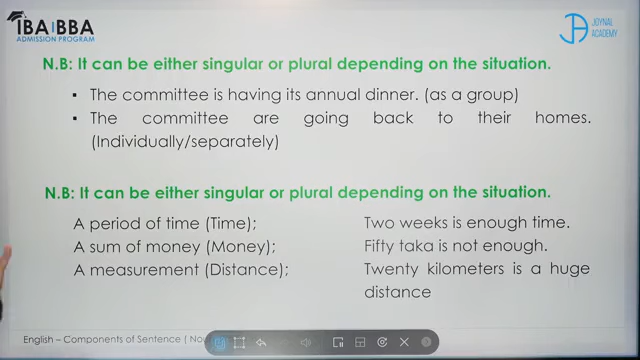 IBA|BBA
ADMISSION PROGRAM
JOYNAL
ACADEMY
N.B: It can be either singular or plural depending on the situation.
▪ The committee is having its annual dinner. (as a group)
▪ The committee are going back to their homes.
(Individually/separately)
N.B: It can be either singular or plural depending on the situation.
A period of time (Time); Two weeks is enough time.
A sum of money (Money); Fifty taka is not enough.
A measurement (Distance); Twenty kilometers is a huge
distance
English – Components of Sentence (